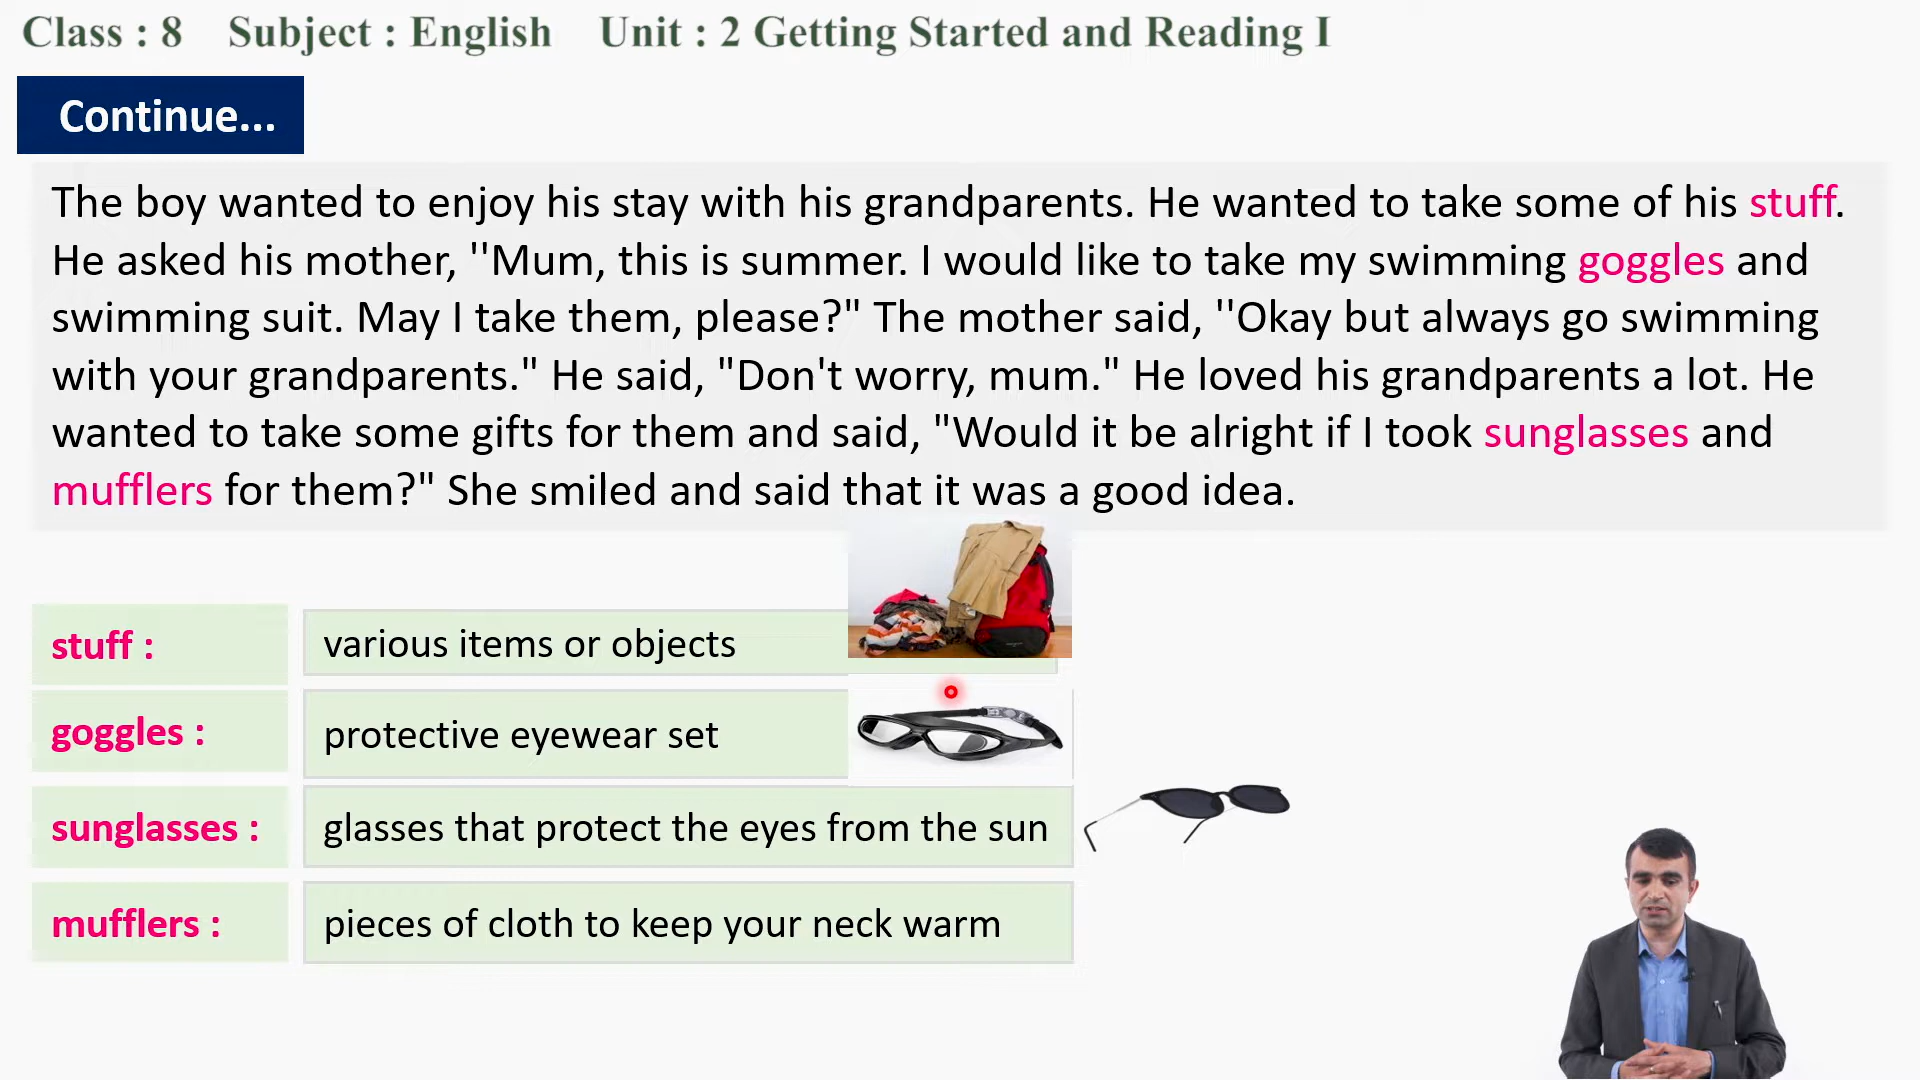 Class : 8 Subject : English Unit : 2 Getting Started and Reading I
Continue...
The boy wanted to enjoy his stay with his grandparents. He wanted to take some of his stuff.
He asked his mother, ''Mum, this is summer. I would like to take my swimming goggles and
swimming suit. May I take them, please?" The mother said, ''Okay but always go swimming
with your grandparents." He said, "Don't worry, mum." He loved his grandparents a lot. He
wanted to take some gifts for them and said, "Would it be alright if I took sunglasses and
mufflers for them?" She smiled and said that it was a good idea.
stuff : various items or objects
goggles : protective eyewear set
sunglasses : glasses that protect the eyes from the sun
mufflers : pieces of cloth to keep your neck warm